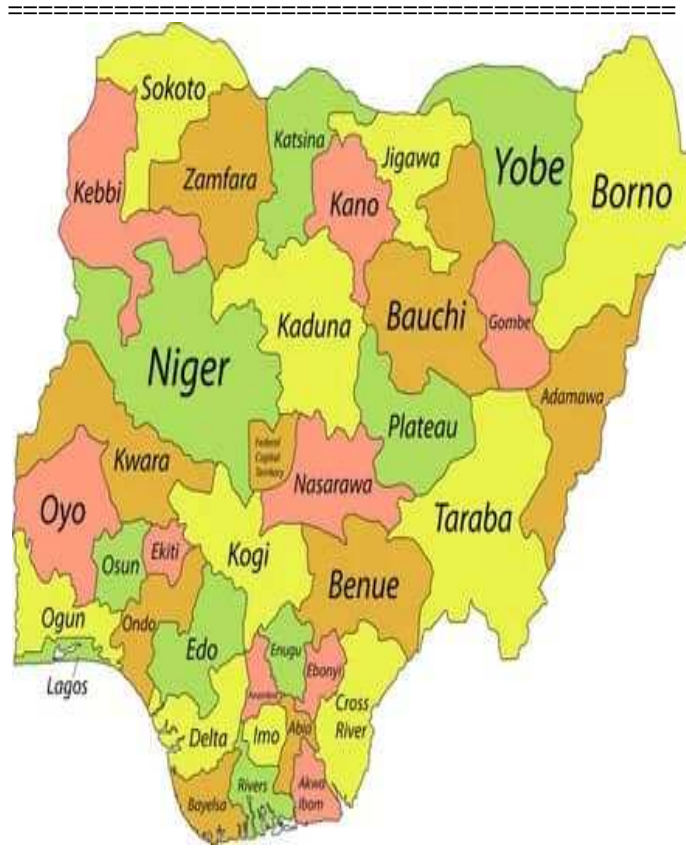 ==========================================
Sokoto
Katsina
Jigawa
Yobe
Borno
Kebbi
Zamfara
Kano
Kaduna
Bauchi
Gombe
Niger
Adamawa
Plateau
Federal
Capital
Territory
Kwara
Nasarawa
Taraba
Oyo
Osun
Ekiti
Kogi
Benue
Ogun
Ondo
Edo
Enugu
Ebonyi
Lagos
Cross
River
Delta
Imo
Abia
Bayelsa
Rivers
Akwa
Ibom